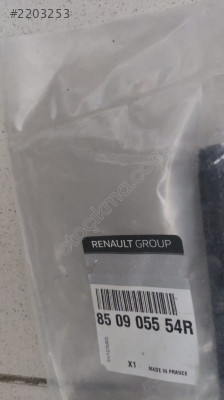 #2203253
RENAULT GROUP
85 09 055 54R
X1 MADE IN FRANCE